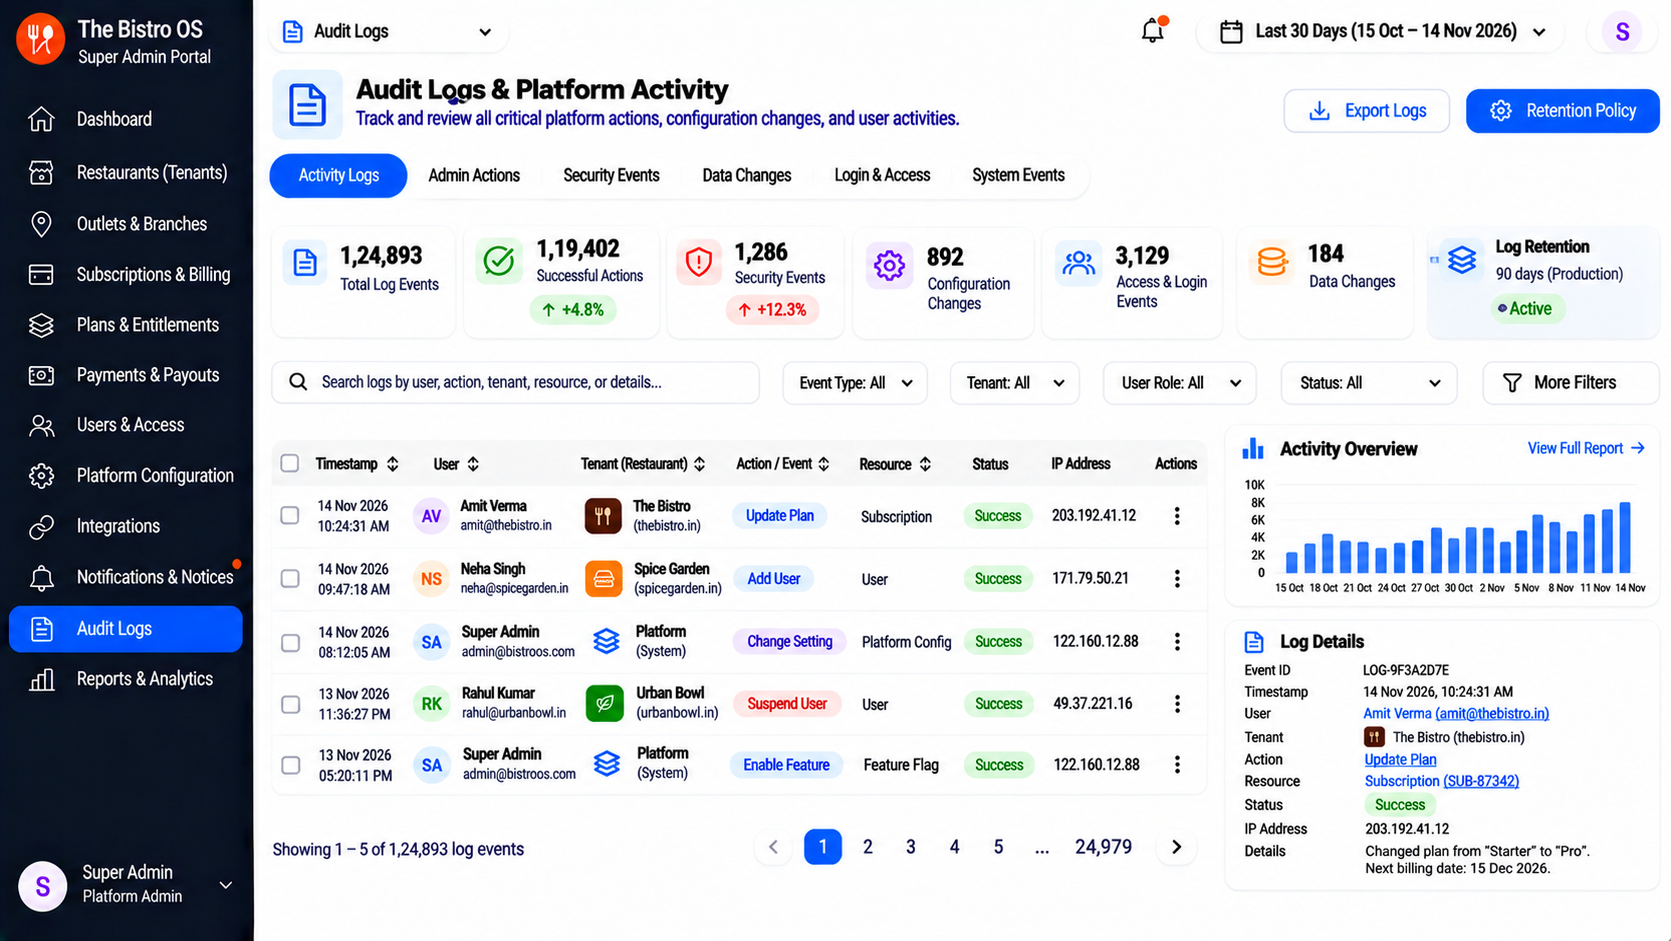 The Bistro OS
Super Admin Portal
Dashboard
Restaurants (Tenants)
Outlets & Branches
Subscriptions & Billing
Plans & Entitlements
Payments & Payouts
Users & Access
Platform Configuration
Integrations
Notifications & Notices
Audit Logs
Reports & Analytics
S
Super Admin
Platform Admin
Audit Logs
Last 30 Days (15 Oct – 14 Nov 2026)
S
Audit Logs & Platform Activity
Track and review all critical platform actions, configuration changes, and user activities.
Export Logs
Retention Policy
Activity Logs
Admin Actions
Security Events
Data Changes
Login & Access
System Events
1,24,893
Total Log Events
1,19,402
Successful Actions
↑ +4.8%
1,286
Security Events
↑ +12.3%
892
Configuration
Changes
3,129
Access & Login
Events
184
Data Changes
Log Retention
90 days (Production)
Active
Search logs by user, action, tenant, resource, or details...
Event Type: All
Tenant: All
User Role: All
Status: All
More Filters
Timestamp User Tenant (Restaurant) Action / Event Resource Status IP Address Actions
14 Nov 2026
10:24:31 AM
AV
Amit Verma
amit@thebistro.in
The Bistro
(thebistro.in)
Update Plan
Subscription
Success
203.192.41.12
14 Nov 2026
09:47:18 AM
NS
Neha Singh
neha@spicegarden.in
Spice Garden
(spicegarden.in)
Add User
User
Success
171.79.50.21
14 Nov 2026
08:12:05 AM
SA
Super Admin
admin@bistroos.com
Platform
(System)
Change Setting
Platform Config
Success
122.160.12.88
13 Nov 2026
11:36:27 PM
RK
Rahul Kumar
rahul@urbanbowl.in
Urban Bowl
(urbanbowl.in)
Suspend User
User
Success
49.37.221.16
13 Nov 2026
05:20:11 PM
SA
Super Admin
admin@bistroos.com
Platform
(System)
Enable Feature
Feature Flag
Success
122.160.12.88
Showing 1 – 5 of 1,24,893 log events
1 2 3 4 5 ... 24,979
Activity Overview
View Full Report →
10K
8K
6K
4K
2K
0
15 Oct 18 Oct 21 Oct 24 Oct 27 Oct 30 Oct 2 Nov 5 Nov 8 Nov 11 Nov 14 Nov
Log Details
Event ID LOG-9F3A2D7E
Timestamp 14 Nov 2026, 10:24:31 AM
User Amit Verma (amit@thebistro.in)
Tenant The Bistro (thebistro.in)
Action Update Plan
Resource Subscription (SUB-87342)
Status Success
IP Address 203.192.41.12
Details Changed plan from “Starter” to “Pro”.
Next billing date: 15 Dec 2026.